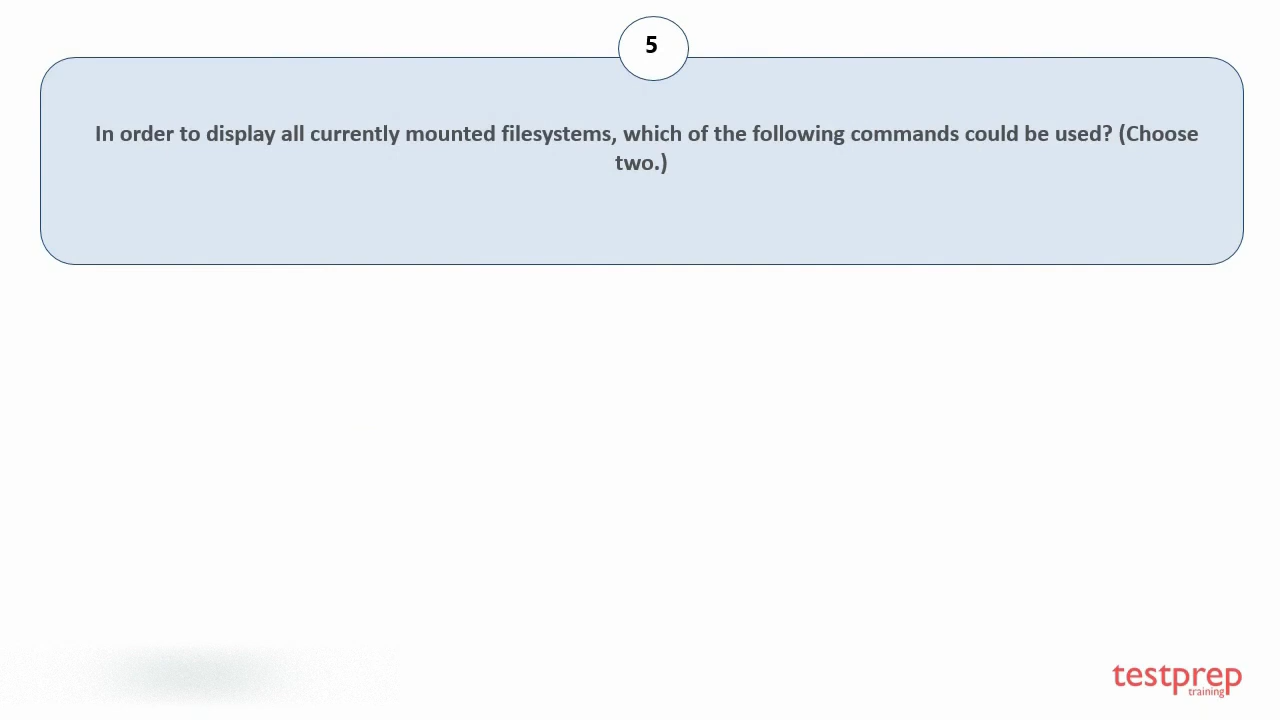 5
In order to display all currently mounted filesystems, which of the following commands could be used? (Choose
two.)
testprep
training